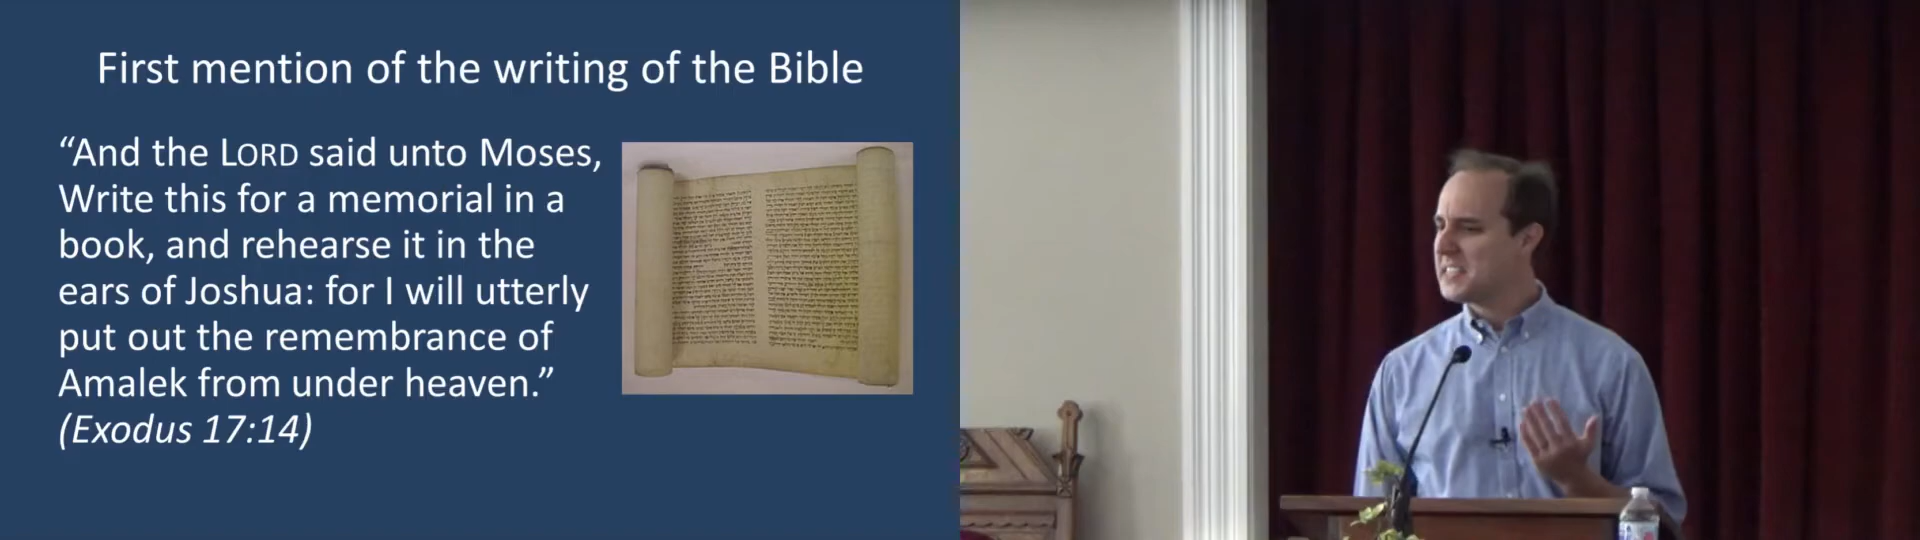 First mention of the writing of the Bible
“And the LORD said unto Moses,
Write this for a memorial in a
book, and rehearse it in the
ears of Joshua: for I will utterly
put out the remembrance of
Amalek from under heaven.”
(Exodus 17:14)